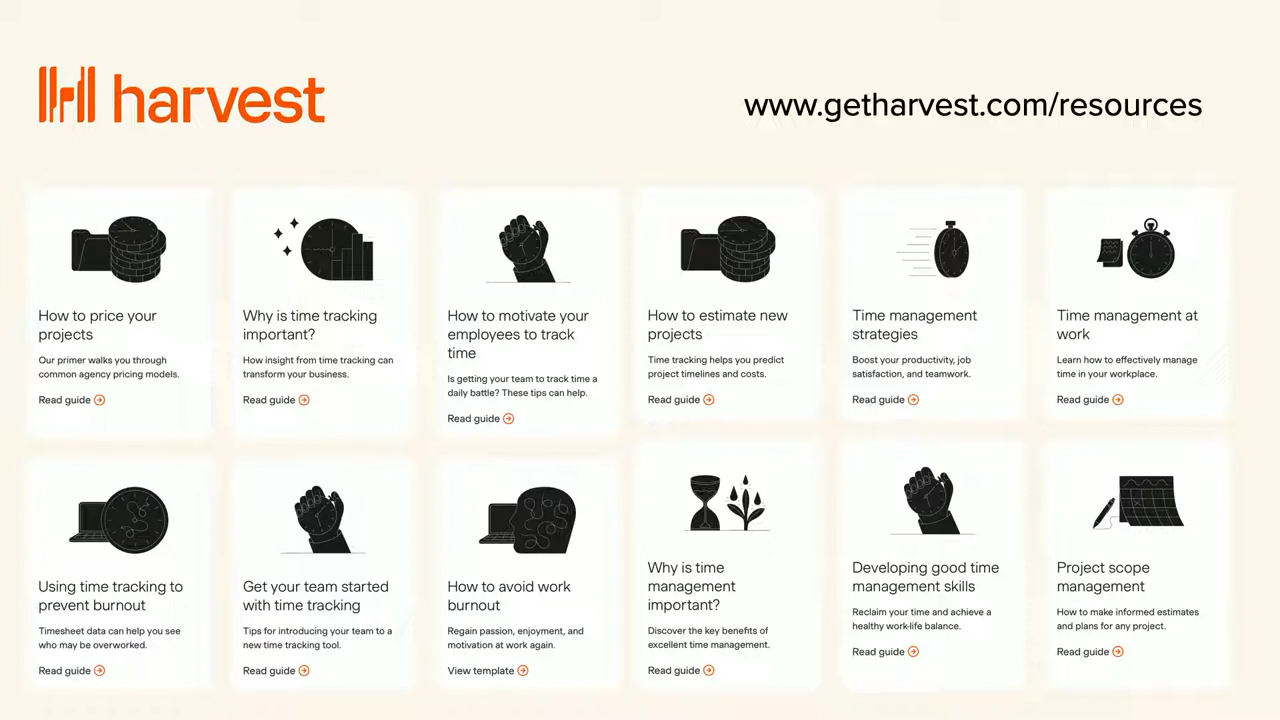 harvest
www.getharvest.com/resources
How to price your
projects
Our primer walks you through
common agency pricing models.
Read guide
Why is time tracking
important?
How insight from time tracking can
transform your business.
Read guide
How to motivate your
employees to track
time
Is getting your team to track time a
daily battle? These tips can help.
Read guide
How to estimate new
projects
Time tracking helps you predict
project timelines and costs.
Read guide
Time management
strategies
Boost your productivity, job
satisfaction, and teamwork.
Read guide
Time management at
work
Learn how to effectively manage
time in your workplace.
Read guide
Using time tracking to
prevent burnout
Timesheet data can help you see
who may be overworked.
Read guide
Get your team started
with time tracking
Tips for introducing your team to a
new time tracking tool.
Read guide
How to avoid work
burnout
Regain passion, enjoyment, and
motivation at work again.
View template
Why is time
management
important?
Discover the key benefits of
excellent time management.
Read guide
Developing good time
management skills
Reclaim your time and achieve a
healthy work-life balance.
Read guide
Project scope
management
How to make informed estimates
and plans for any project.
Read guide